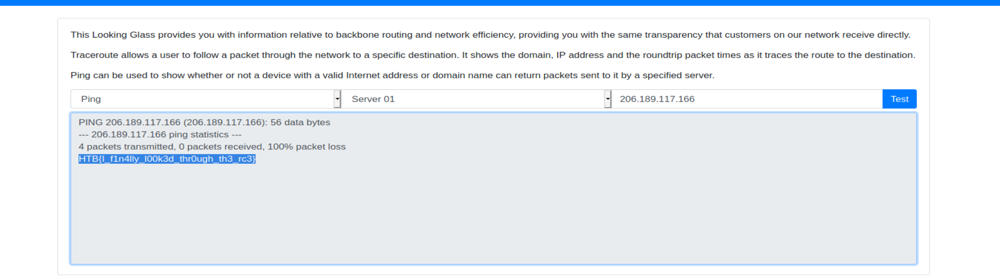 This Looking Glass provides you with information relative to backbone routing and network efficiency, providing you with the same transparency that customers on our network receive directly.
Traceroute allows a user to follow a packet through the network to a specific destination. It shows the domain, IP address and the roundtrip packet times as it traces the route to the destination.
Ping can be used to show whether or not a device with a valid Internet address or domain name can return packets sent to it by a specified server.
Ping Server 01 206.189.117.166 Test
PING 206.189.117.166 (206.189.117.166): 56 data bytes
--- 206.189.117.166 ping statistics ---
4 packets transmitted, 0 packets received, 100% packet loss
HTB{I_f1n4lly_l00k3d_thr0ugh_th3_rc3}